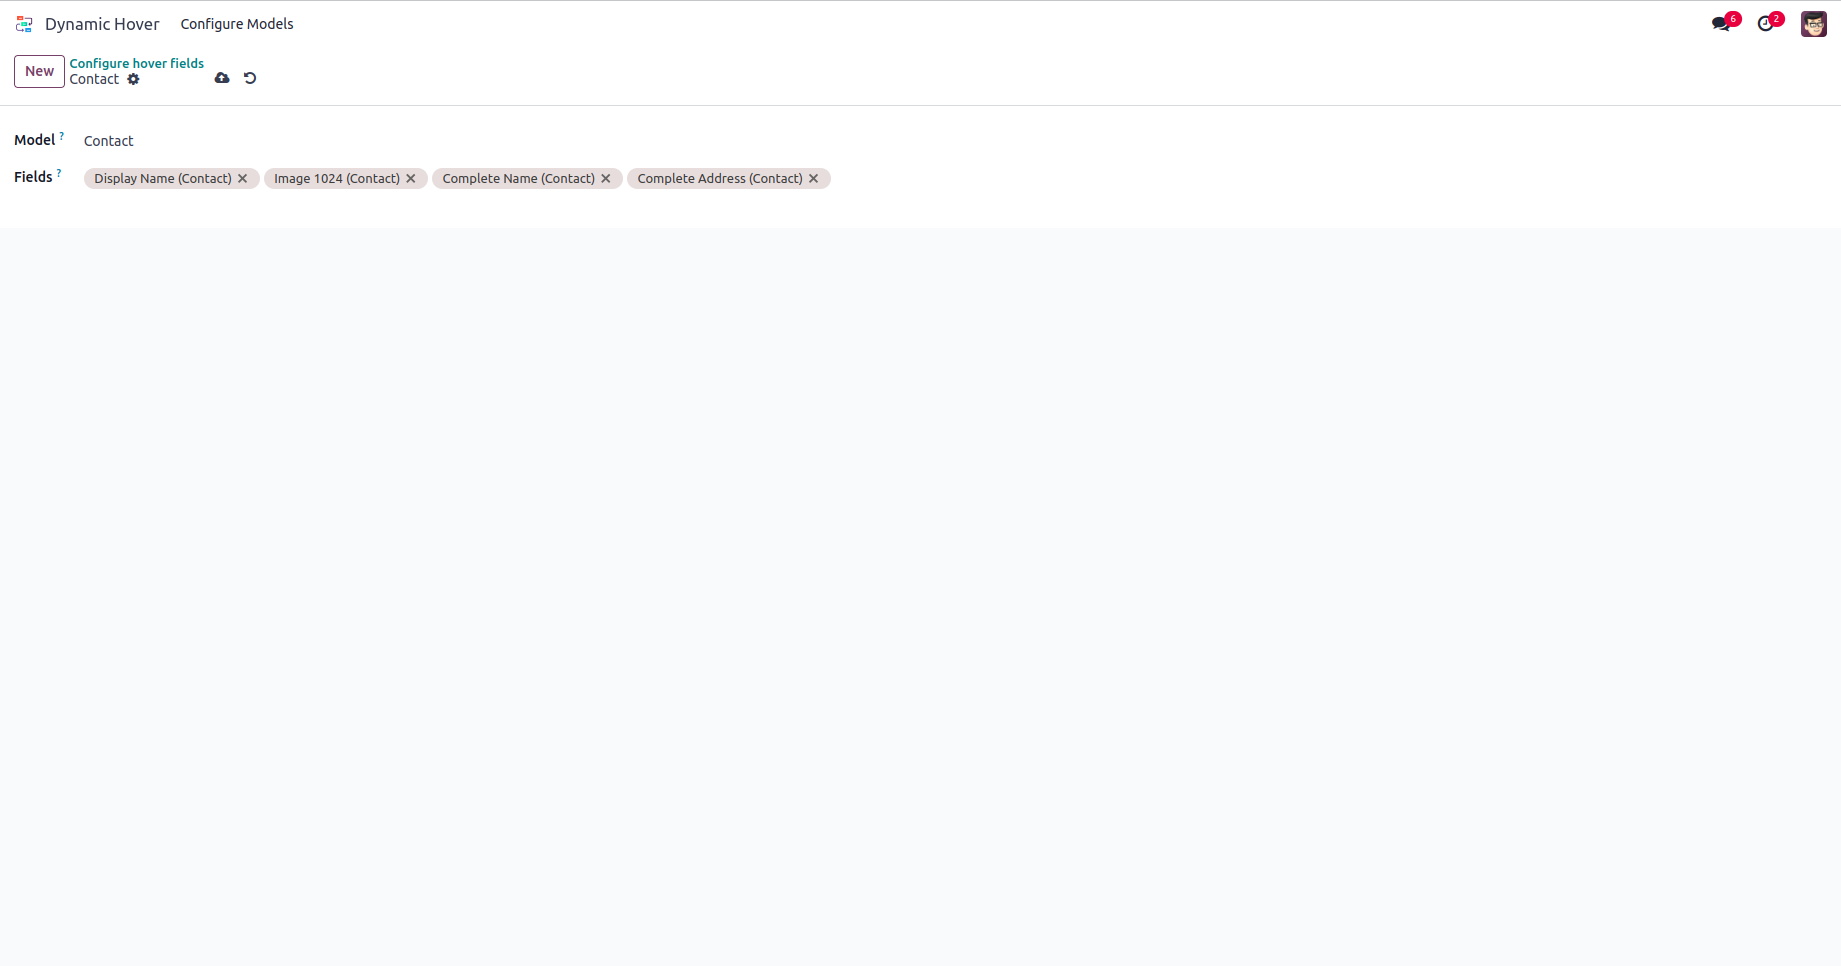 Dynamic Hover Configure Models 6 2
New Configure hover fields
Contact
Model ? Contact
Fields ? Display Name (Contact) Image 1024 (Contact) Complete Name (Contact) Complete Address (Contact)